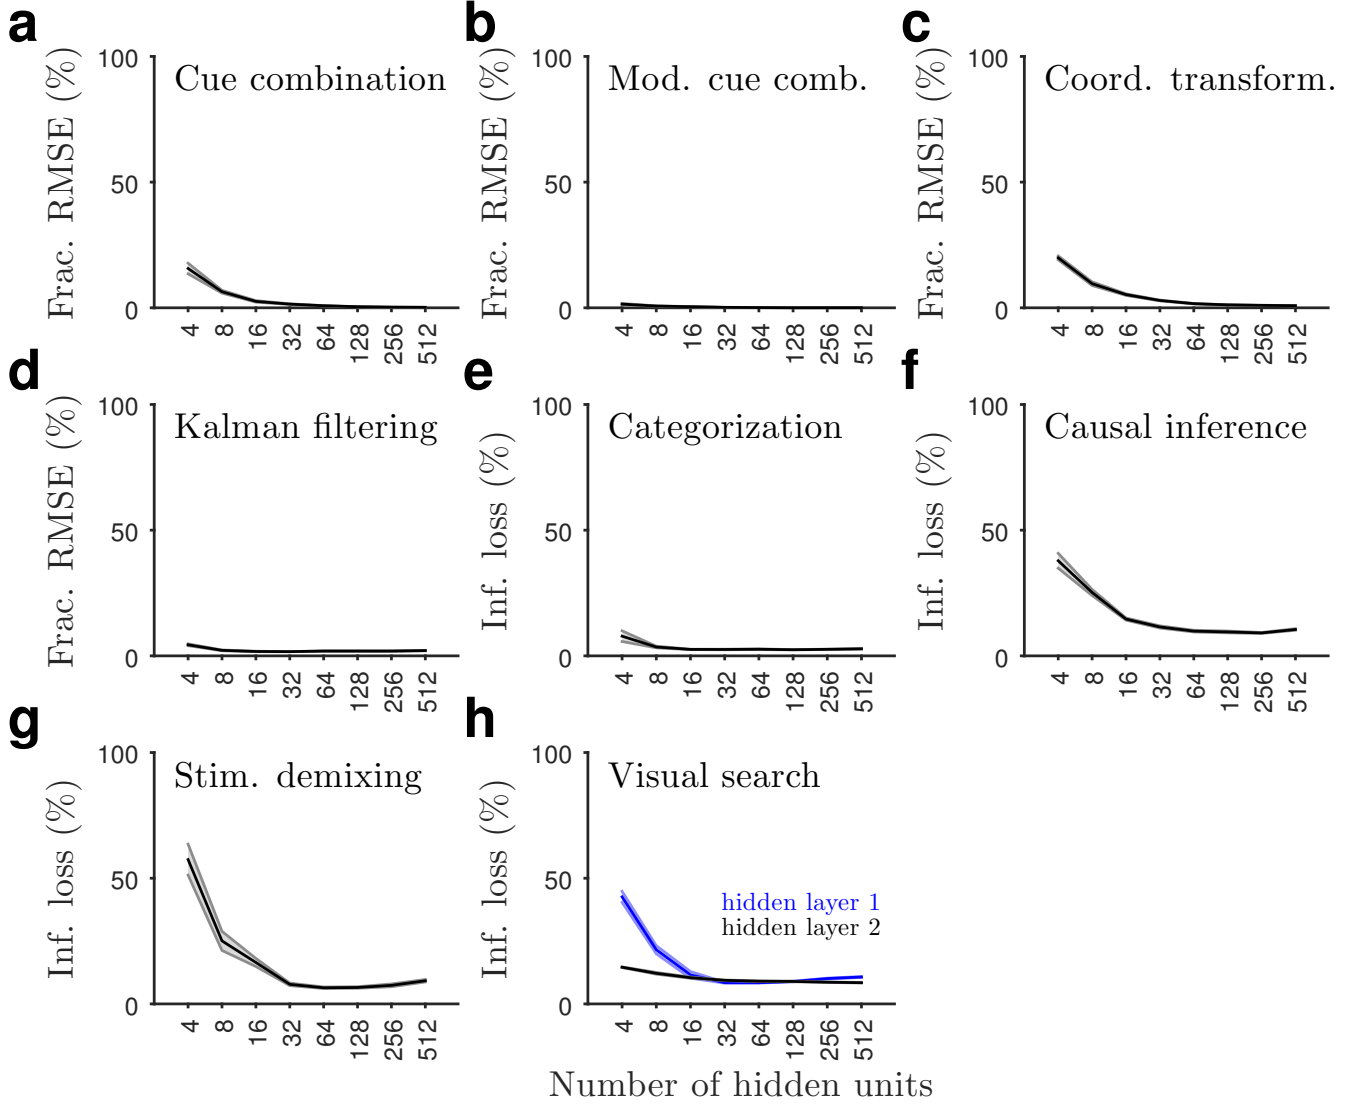 a
Cue combination
Frac. RMSE (%)
100
50
0
4 8 16 32 64 128 256 512
b
Mod. cue comb.
Frac. RMSE (%)
100
50
0
4 8 16 32 64 128 256 512
c
Coord. transform.
Frac. RMSE (%)
100
50
0
4 8 16 32 64 128 256 512
d
Kalman filtering
Frac. RMSE (%)
100
50
0
4 8 16 32 64 128 256 512
e
Categorization
Inf. loss (%)
100
50
0
4 8 16 32 64 128 256 512
f
Causal inference
Inf. loss (%)
100
50
0
4 8 16 32 64 128 256 512
g
Stim. demixing
Inf. loss (%)
100
50
0
4 8 16 32 64 128 256 512
h
Visual search
Inf. loss (%)
100
50
0
hidden layer 1
hidden layer 2
4 8 16 32 64 128 256 512
Number of hidden units